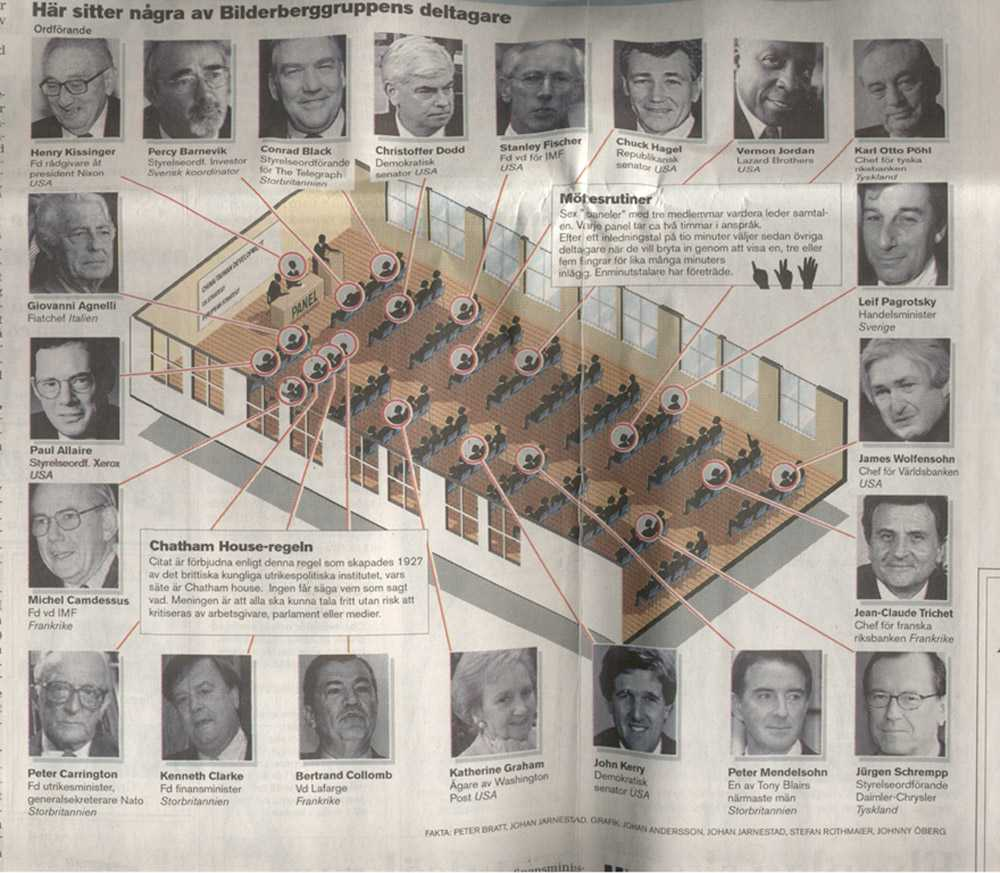 Här sitter några av Bilderberggruppens deltagare
Ordförande
Henry Kissinger
Fd rådgivare åt
president Nixon
USA
Percy Barnevik
Styrelseordf. Investor
Svensk koordinator
Conrad Black
Styrelseordförande
för The Telegraph
Storbritannien
Christoffer Dodd
Demokratisk
senator USA
Stanley Fischer
Fd vd för IMF
USA
Chuck Hagel
Republikansk
senator USA
Vernon Jordan
Lazard Brothers
USA
Karl Otto Pöhl
Chef för tyska
riksbanken
Tyskland
Mötesrutiner
Sex "paneler" med tre medlemmar vardera leder samtal-
en. Varje panel tar ca två timmar i anspråk.
Efter ett inledningstal på tio minuter väljer sedan övriga
deltagare när de vill bryta in genom att visa en, tre eller
fem fingrar för lika många minuters
inlägg. Enminutstalare har företräde.
PANEL
Giovanni Agnelli
Fiatchef Italien
Leif Pagrotsky
Handelsminister
Sverige
Paul Allaire
Styrelseordf. Xerox
USA
James Wolfensohn
Chef för Världsbanken
USA
Michel Camdessus
Fd vd IMF
Frankrike
Chatham House-regeln
Citat är förbjudna enligt denna regel som skapades 1927
av det brittiska kungliga utrikespolitiska institutet, vars
säte är Chatham house. Ingen får säga vem som sagt
vad. Meningen är att alla ska kunna tala fritt utan risk att
kritiseras av arbetsgivare, parlament eller medier.
Jean-Claude Trichet
Chef för franska
riksbanken Frankrike
Peter Carrington
Fd utrikesminister,
generalsekreterare Nato
Storbritannien
Kenneth Clarke
Fd finansminister
Storbritannien
Bertrand Collomb
Vd Lafarge
Frankrike
Katherine Graham
Ägare av Washington
Post USA
John Kerry
Demokratisk
senator USA
Peter Mendelsohn
En av Tony Blairs
närmaste män
Storbritannien
Jürgen Schrempp
Styrelseordförande
Daimler-Chrysler
Tyskland
FAKTA: PETER BRATT, JOHAN JARNESTAD. GRAFIK: JOHAN ANDERSSON, JOHAN JARNESTAD, STEFAN ROTHMAIER, JOHNNY ÖBERG